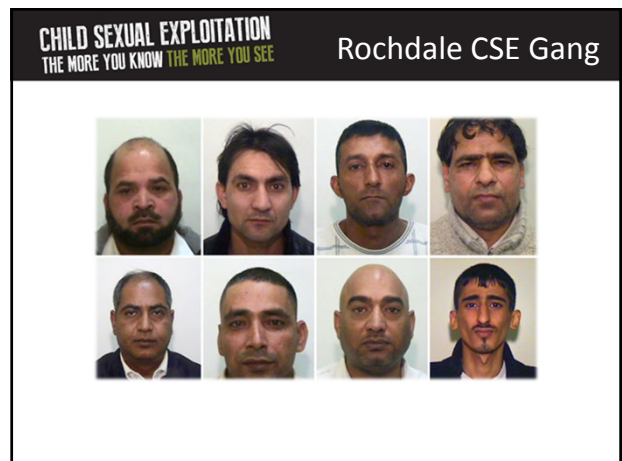 CHILD SEXUAL EXPLOITATION
THE MORE YOU KNOW THE MORE YOU SEE
Rochdale CSE Gang